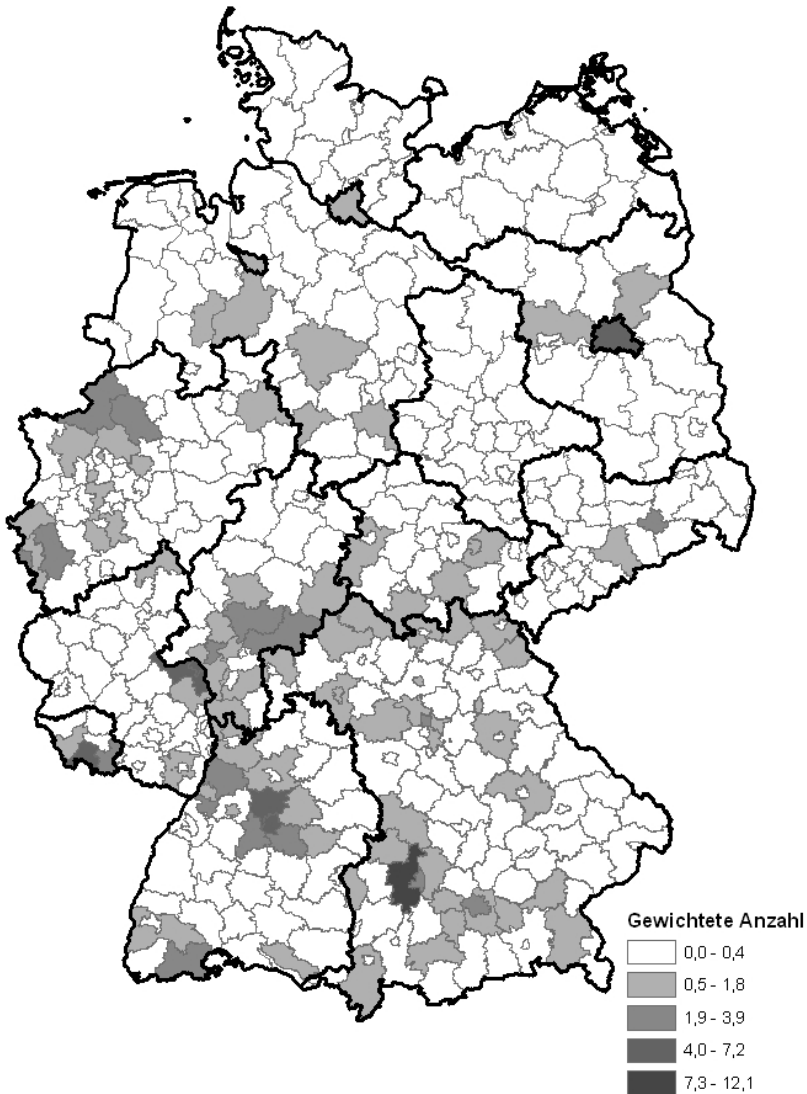 Gewichtete Anzahl
0,0 - 0,4
0,5 - 1,8
1,9 - 3,9
4,0 - 7,2
7,3 - 12,1